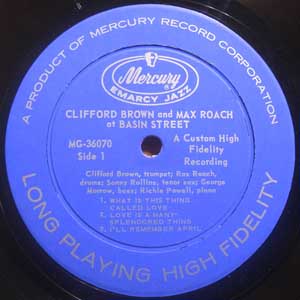 A PRODUCT OF MERCURY RECORD CORPORATION
Mercury
EMARCY JAZZ
CLIFFORD BROWN and MAX ROACH
at BASIN STREET
MG-36070
Side 1
A Custom High
Fidelity
Recording
Clifford Brown, trumpet; Max Roach,
drums; Sonny Rollins, tenor sax; George
Morrow, bass; Richie Powell, piano
1. WHAT IS THIS THING
CALLED LOVE
2. LOVE IS A MANY-
SPLENDORED THING
3. I'LL REMEMBER APRIL
LONG PLAYING HIGH FIDELITY